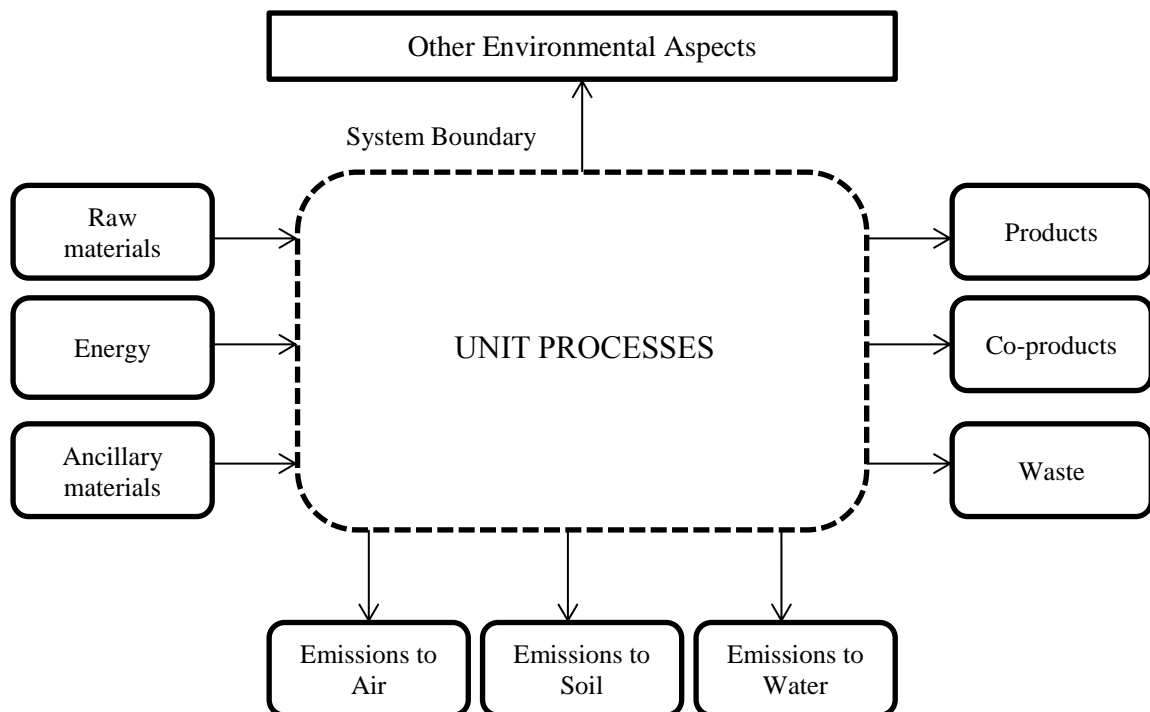 Other Environmental Aspects
System Boundary
Raw
materials
Products
Energy
UNIT PROCESSES
Co-products
Ancillary
materials
Waste
Emissions to
Air
Emissions to
Soil
Emissions to
Water